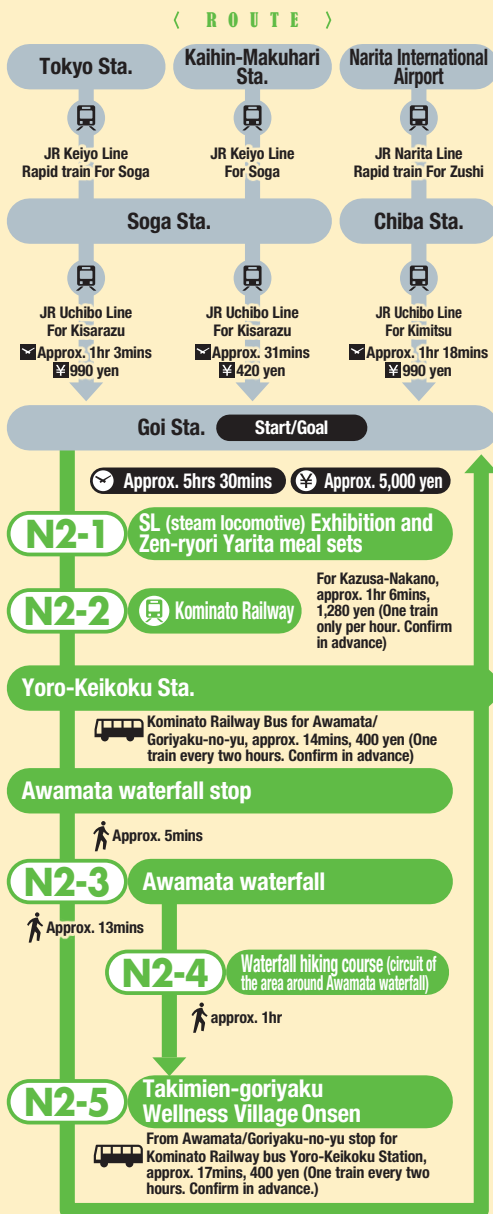 〈 ROUTE 〉
Tokyo Sta.
Kaihin-Makuhari
Sta.
Narita International
Airport
JR Keiyo Line
Rapid train For Soga
JR Keiyo Line
For Soga
JR Narita Line
Rapid train For Zushi
Soga Sta.
Chiba Sta.
JR Uchibo Line
For Kisarazu
Approx. 1hr 3mins
¥ 990 yen
JR Uchibo Line
For Kisarazu
Approx. 31mins
¥ 420 yen
JR Uchibo Line
For Kimitsu
Approx. 1hr 18mins
¥ 990 yen
Goi Sta. Start/Goal
Approx. 5hrs 30mins ¥ Approx. 5,000 yen
N2-1 SL (steam locomotive) Exhibition and
Zen-ryori Yarita meal sets
N2-2 Kominato Railway
For Kazusa-Nakano,
approx. 1hr 6mins,
1,280 yen (One train
only per hour. Confirm
in advance)
Yoro-Keikoku Sta.
Kominato Railway Bus for Awamata/
Goriyaku-no-yu, approx. 14mins, 400 yen (One
train every two hours. Confirm in advance)
Awamata waterfall stop
Approx. 5mins
N2-3 Awamata waterfall
Approx. 13mins
N2-4 Waterfall hiking course (circuit of
the area around Awamata waterfall)
approx. 1hr
N2-5 Takimien-goriyaku
Wellness Village Onsen
From Awamata/Goriyaku-no-yu stop for
Kominato Railway bus Yoro-Keikoku Station,
approx. 17mins, 400 yen (One train every two
hours. Confirm in advance.)